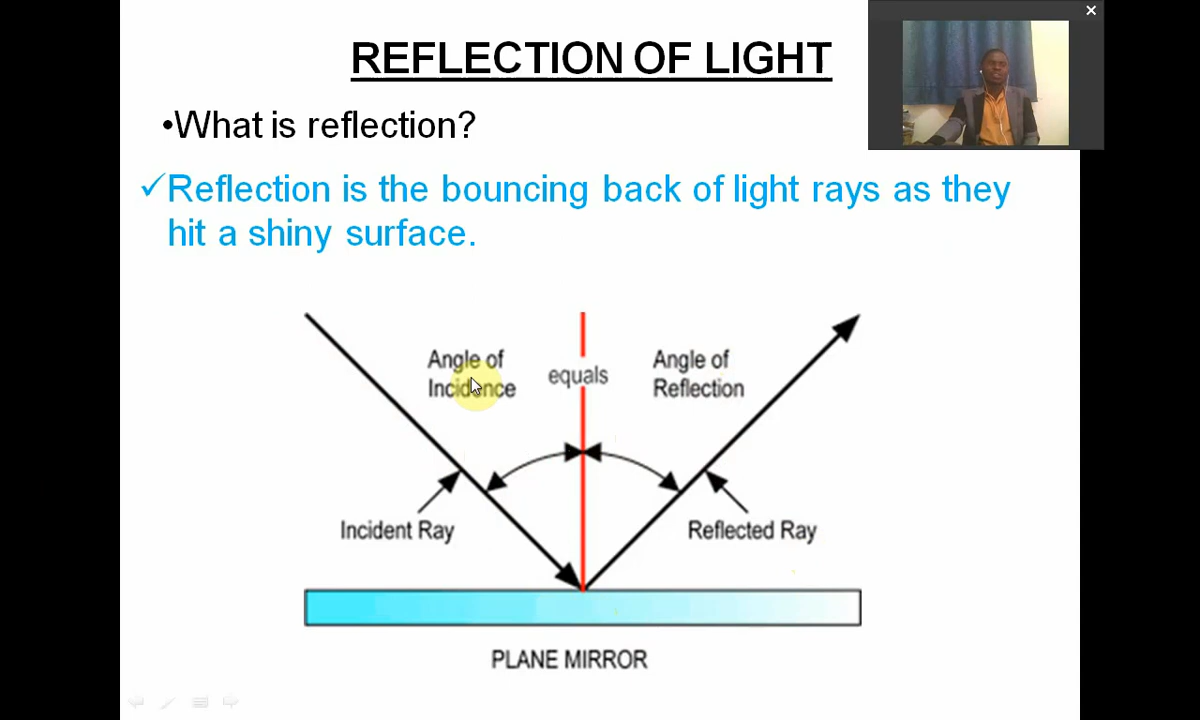 REFLECTION OF LIGHT
•What is reflection?
✓Reflection is the bouncing back of light rays as they
hit a shiny surface.
Angle of
Incidence
equals
Angle of
Reflection
Incident Ray
Reflected Ray
PLANE MIRROR